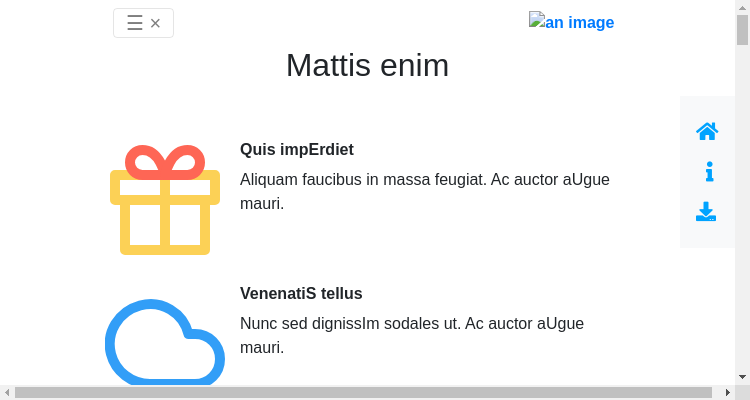 ☰ ×
an image
Mattis enim
Quis impErdiet
Aliquam faucibus in massa feugiat. Ac auctor aUgue
mauri.
VenenatiS tellus
Nunc sed dignissIm sodales ut. Ac auctor aUgue
mauri.